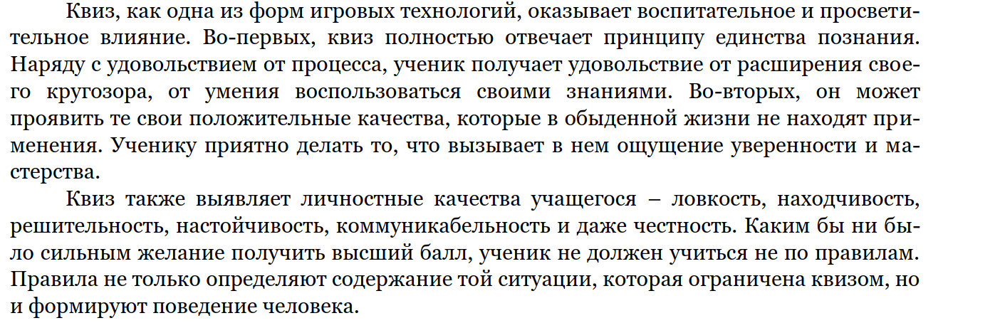 Квиз, как одна из форм игровых технологий, оказывает воспитательное и просвети-
тельное влияние. Во-первых, квиз полностью отвечает принципу единства познания.
Наряду с удовольствием от процесса, ученик получает удовольствие от расширения свое-
го кругозора, от умения воспользоваться своими знаниями. Во-вторых, он может
проявить те свои положительные качества, которые в обыденной жизни не находят при-
менения. Ученику приятно делать то, что вызывает в нем ощущение уверенности и ма-
стерства.
Квиз также выявляет личностные качества учащегося – ловкость, находчивость,
решительность, настойчивость, коммуникабельность и даже честность. Каким бы ни бы-
ло сильным желание получить высший балл, ученик не должен учиться не по правилам.
Правила не только определяют содержание той ситуации, которая ограничена квизом, но
и формируют поведение человека.